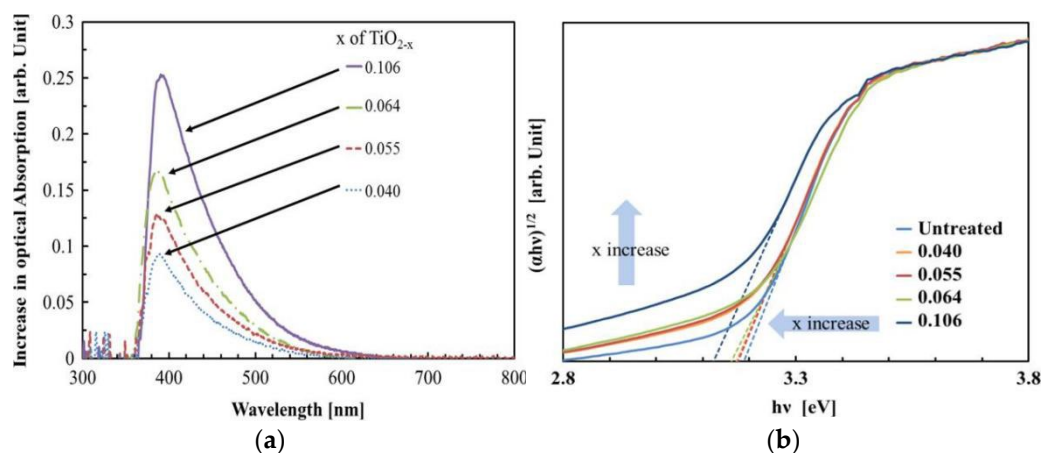 Increase in optical Absorption [arb. Unit]
0.3
0.25
0.2
0.15
0.1
0.05
0
x of TiO2-x
0.106
0.064
0.055
0.040
300 400 500 600 700 800
Wavelength [nm]
(a)
(αhν)1/2 [arb. Unit]
x increase
x increase
Untreated
0.040
0.055
0.064
0.106
2.8 3.3 3.8
hν [eV]
(b)